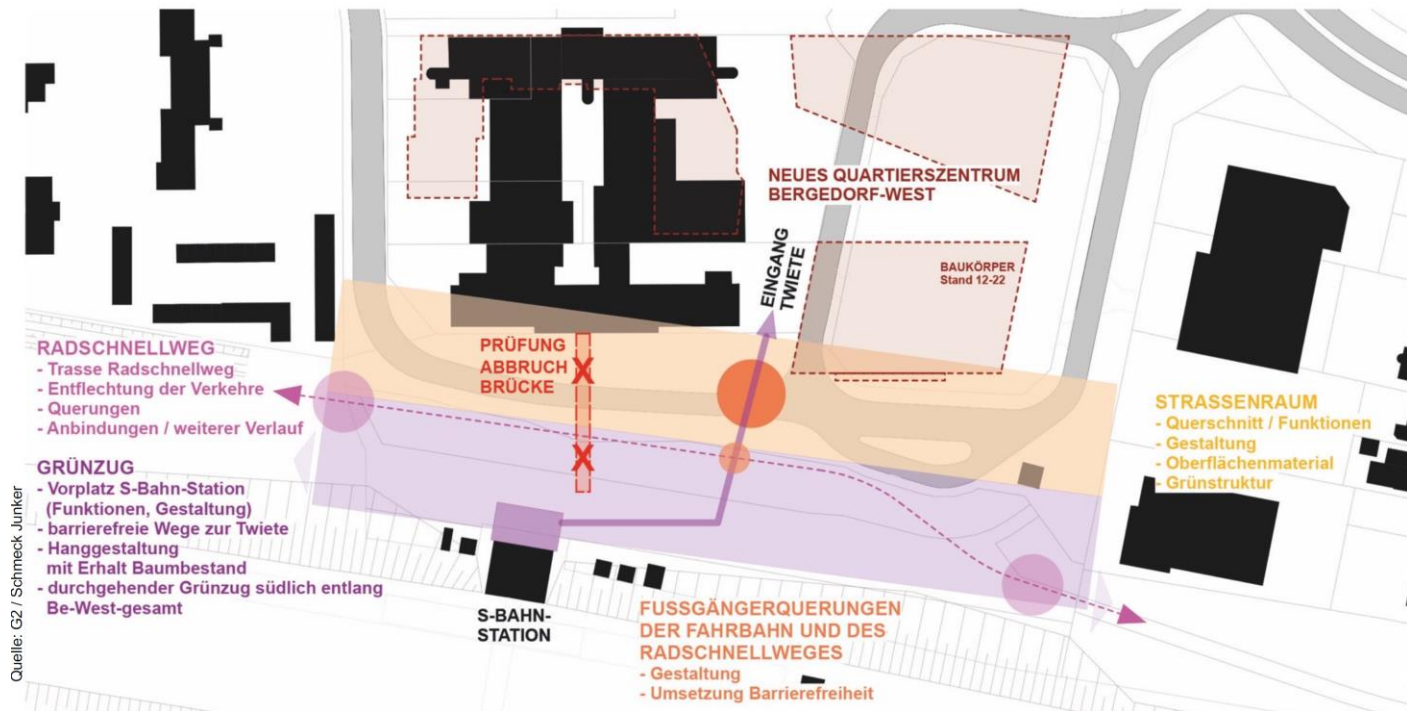 NEUES QUARTIERSZENTRUM
BERGEDORF-WEST
EINGANG
TWIETE
BAUKÖRPER
Stand 12-22
PRÜFUNG
ABBRUCH
BRÜCKE
X
X
RADSCHNELLWEG
- Trasse Radschnellweg
- Entflechtung der Verkehre
- Querungen
- Anbindungen / weiterer Verlauf
GRÜNZUG
- Vorplatz S-Bahn-Station
(Funktionen, Gestaltung)
- barrierefreie Wege zur Twiete
- Hanggestaltung
mit Erhalt Baumbestand
- durchgehender Grünzug südlich entlang
Be-West-gesamt
STRASSENRAUM
- Querschnitt / Funktionen
- Gestaltung
- Oberflächenmaterial
- Grünstruktur
S-BAHN-
STATION
FUSSGÄNGERQUERUNGEN
DER FAHRBAHN UND DES
RADSCHNELLWEGES
- Gestaltung
- Umsetzung Barrierefreiheit
Quelle: G2 / Schmeck Junker